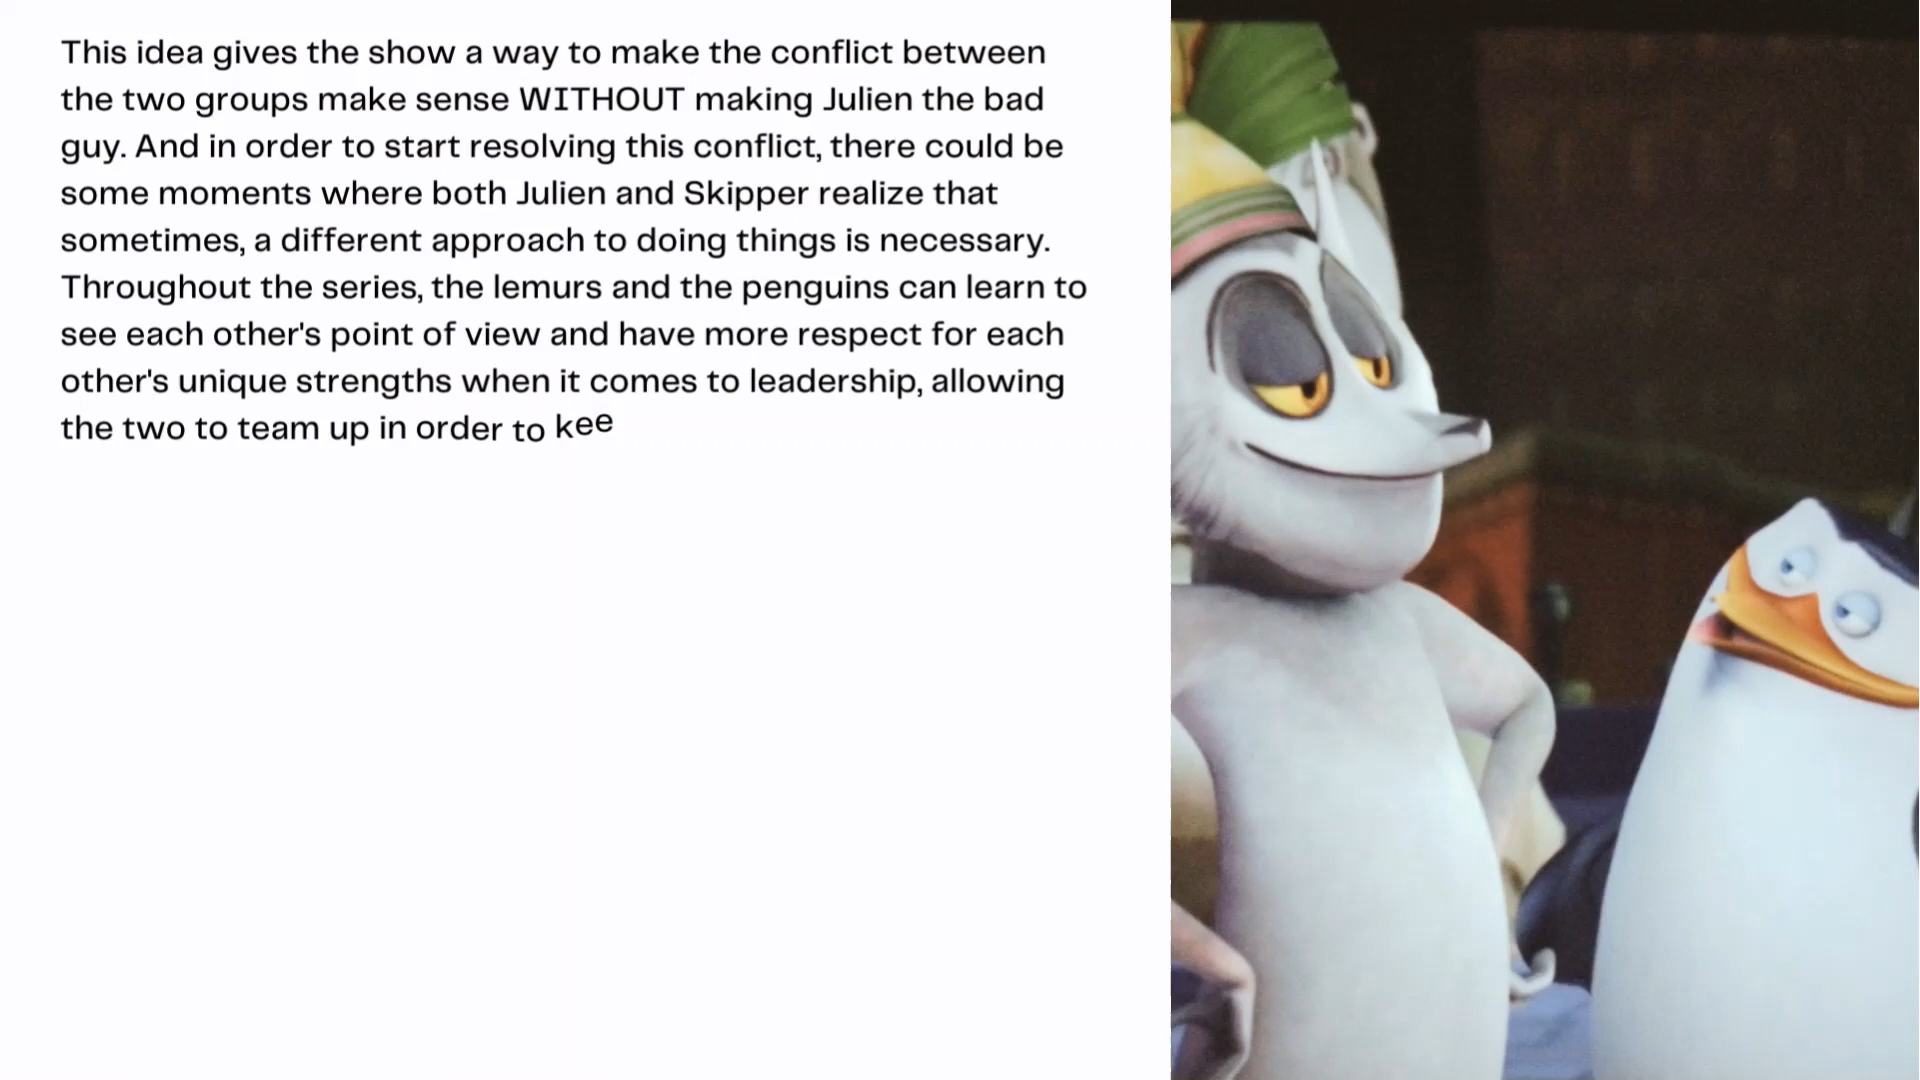 This idea gives the show a way to make the conflict between
the two groups make sense WITHOUT making Julien the bad
guy. And in order to start resolving this conflict, there could be
some moments where both Julien and Skipper realize that
sometimes, a different approach to doing things is necessary.
Throughout the series, the lemurs and the penguins can learn to
see each other's point of view and have more respect for each
other's unique strengths when it comes to leadership, allowing
the two to team up in order to kee